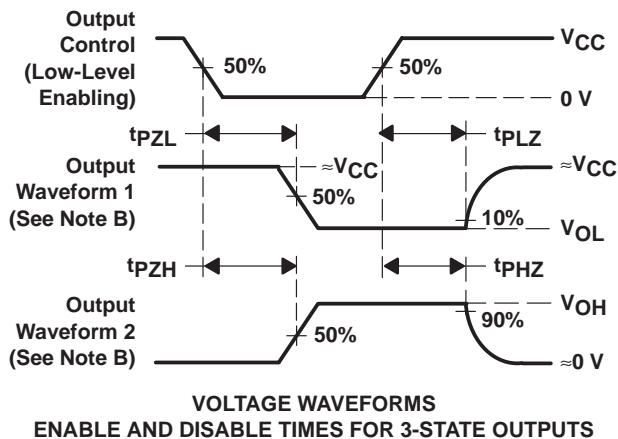 Output
Control
(Low-Level
Enabling)
50%
50%
VCC
0 V
tPZL
tPLZ
Output
Waveform 1
(See Note B)
≈VCC
50%
≈VCC
10%
VOL
tPZH
tPHZ
Output
Waveform 2
(See Note B)
50%
VOH
90%
≈0 V
VOLTAGE WAVEFORMS
ENABLE AND DISABLE TIMES FOR 3-STATE OUTPUTS